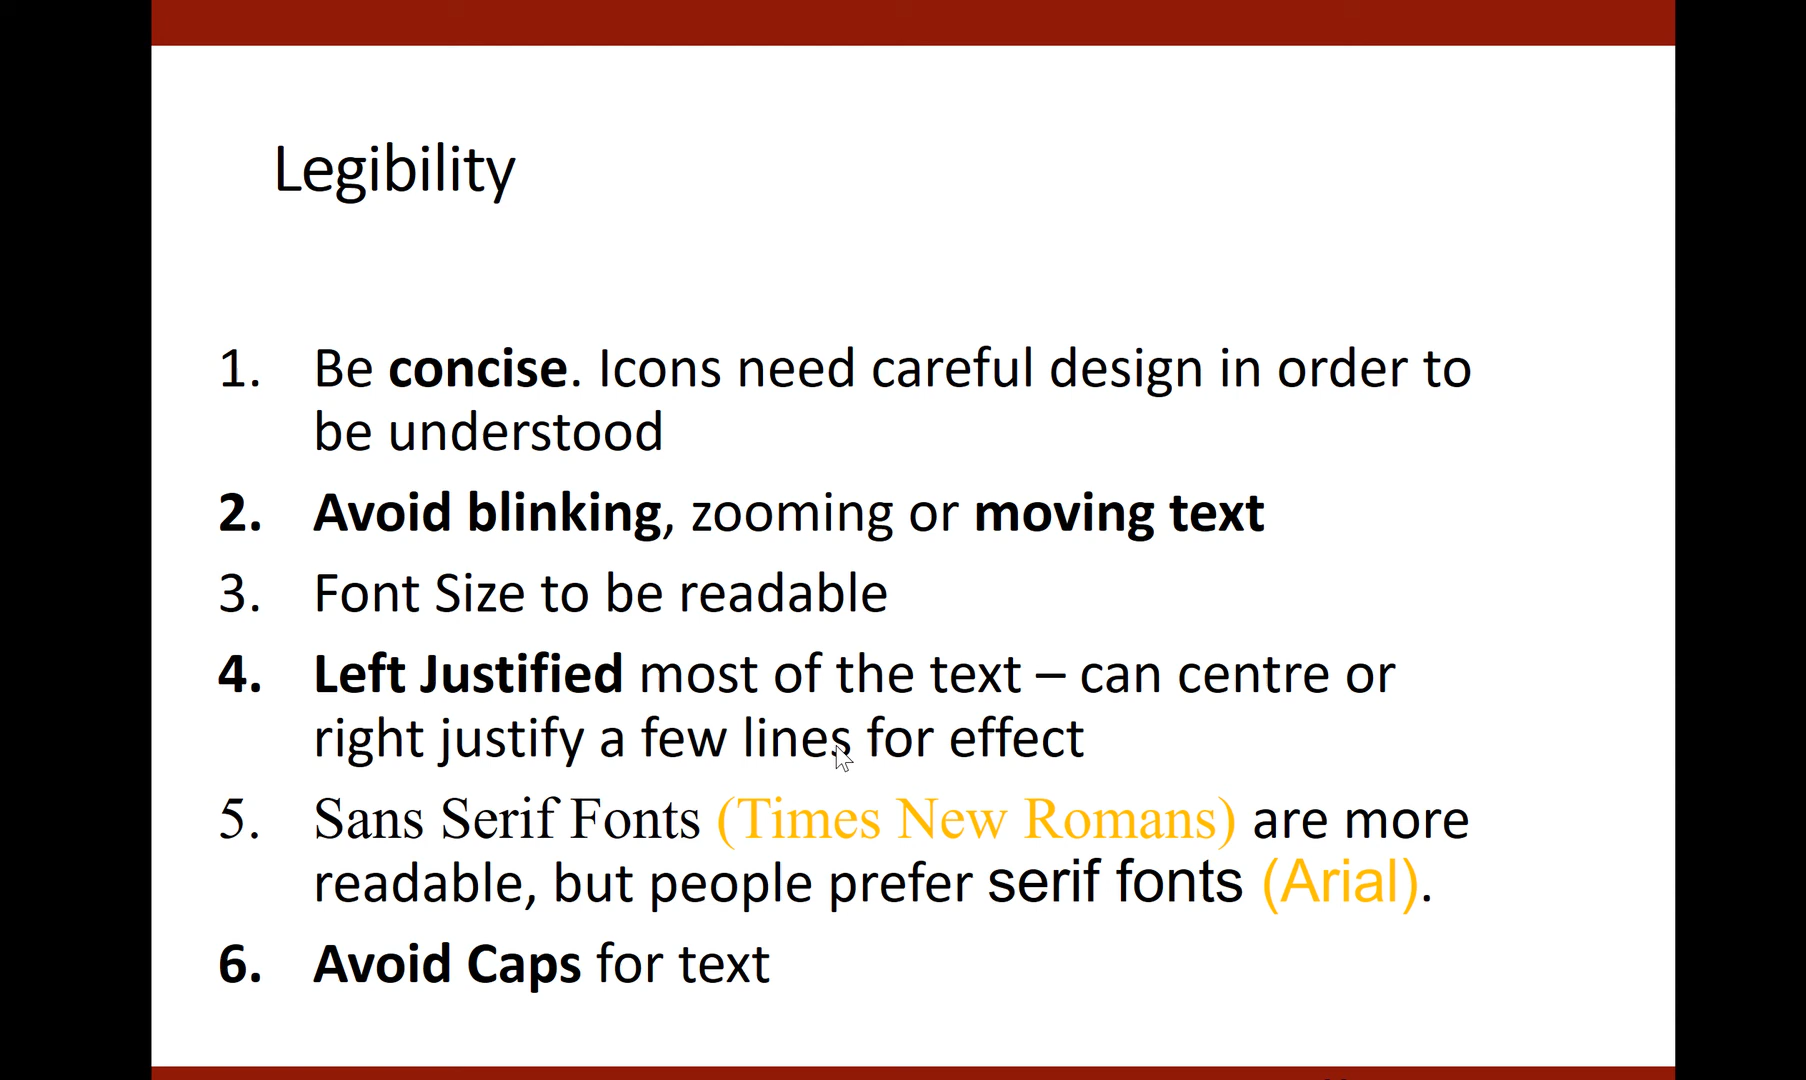 Legibility
1. Be concise. Icons need careful design in order to
be understood
2. Avoid blinking, zooming or moving text
3. Font Size to be readable
4. Left Justified most of the text – can centre or
right justify a few lines for effect
5. Sans Serif Fonts (Times New Romans) are more
readable, but people prefer serif fonts (Arial).
6. Avoid Caps for text